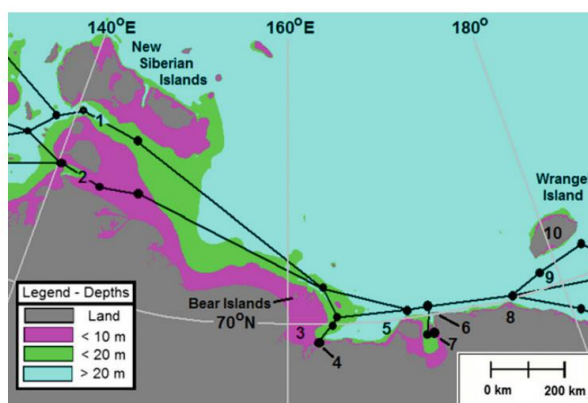 140°E
160°
180°
New
Siberian
Islands
1
2
Wrange
Island
10
9
Bear Islands
70°N
3
4
5
6
7
8
Legend - Depths
Land
< 10 m
< 20 m
> 20 m
0 km
200 km